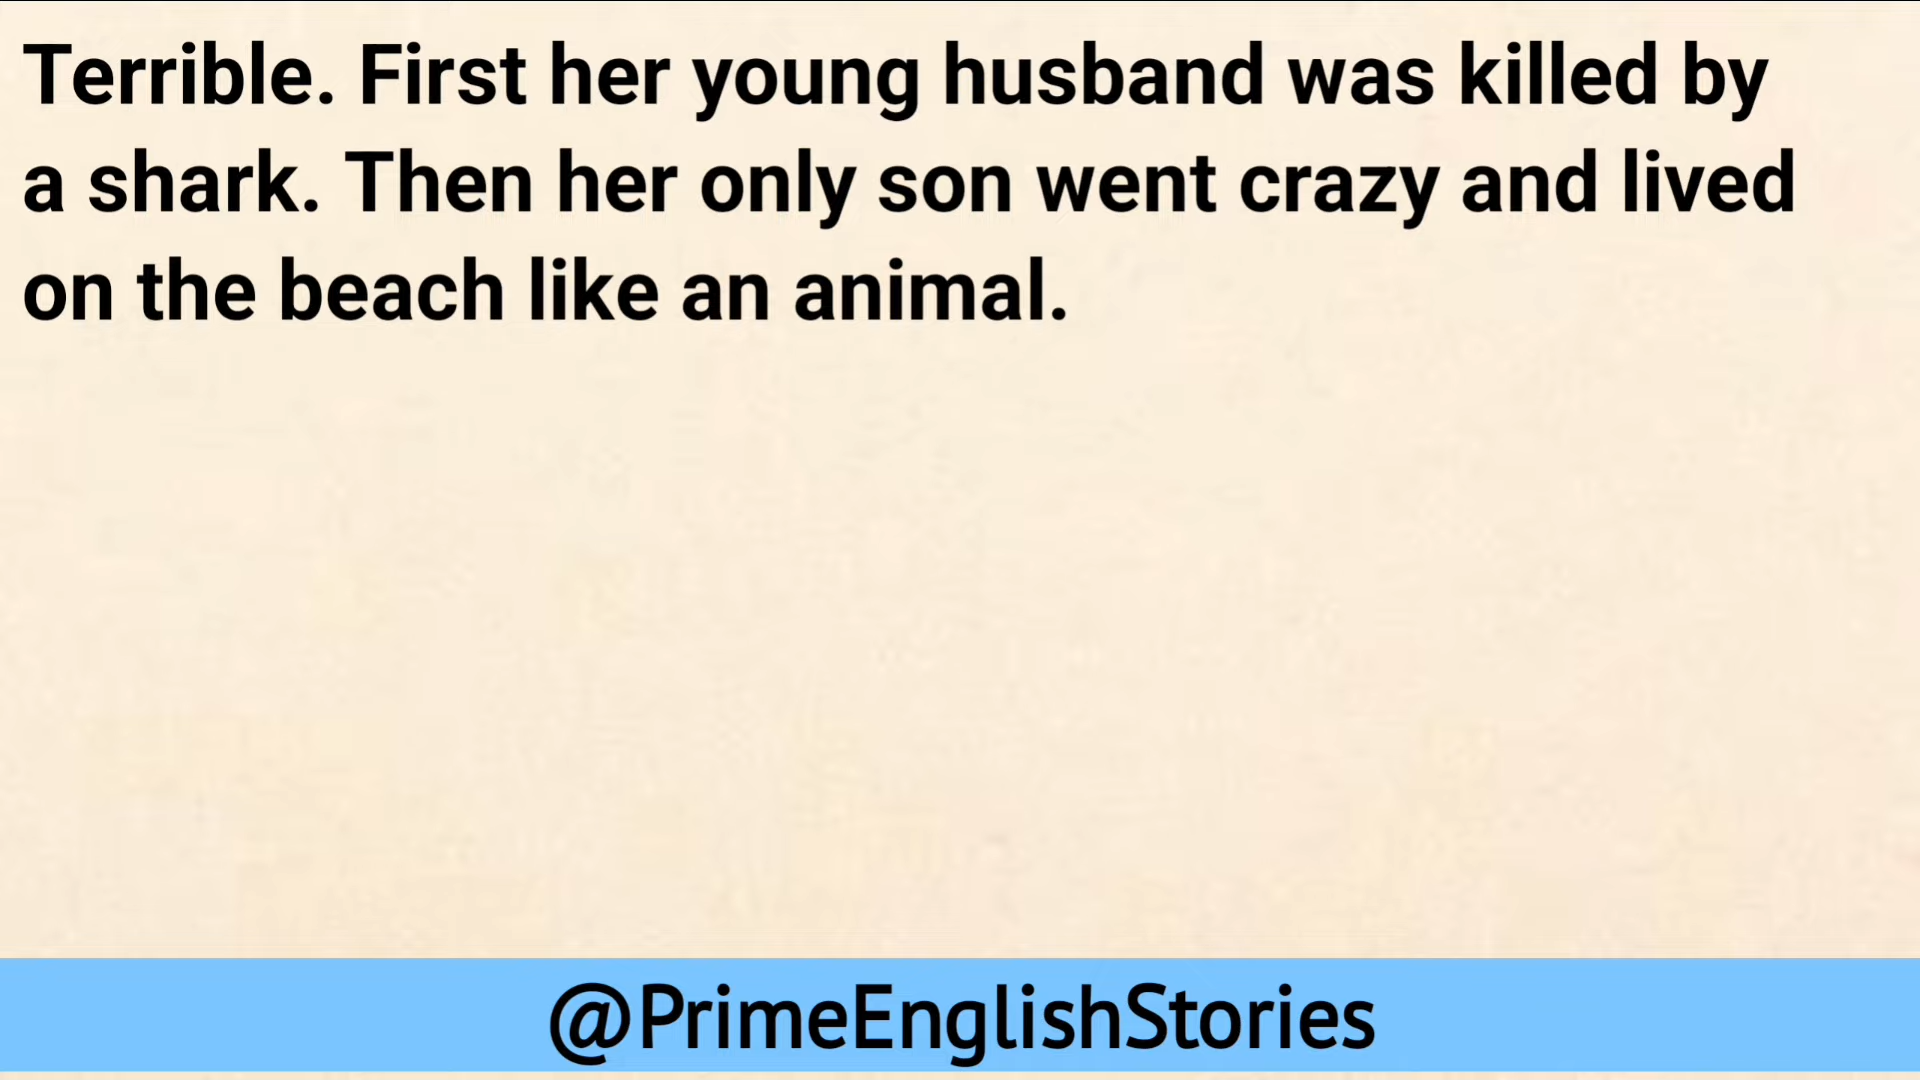 Terrible. First her young husband was killed by
a shark. Then her only son went crazy and lived
on the beach like an animal.
@PrimeEnglishStories